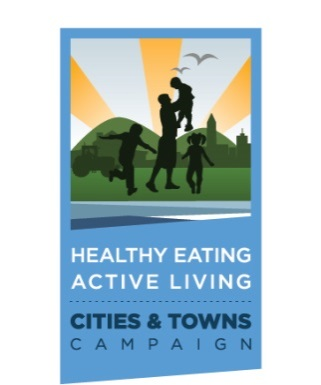 HEALTHY EATING
ACTIVE LIVING
CITIES & TOWNS
CAMPAIGN